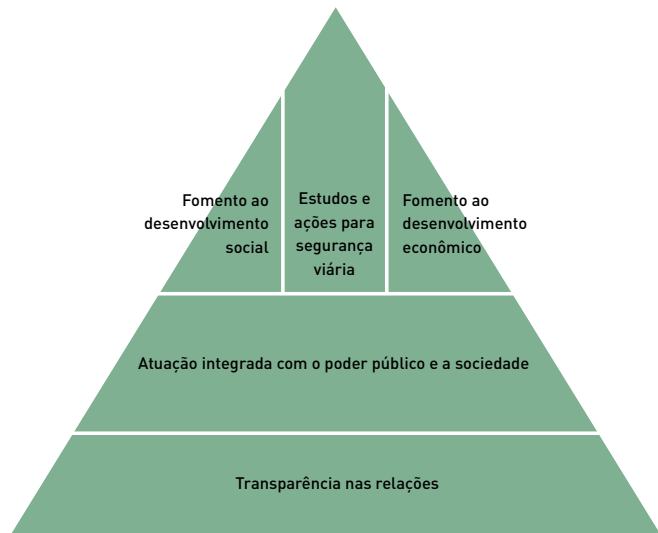 Fomento ao
desenvolvimento
social
Estudos e
ações para
segurança
viária
Fomento ao
desenvolvimento
econômico
Atuação integrada com o poder público e a sociedade
Transparência nas relações